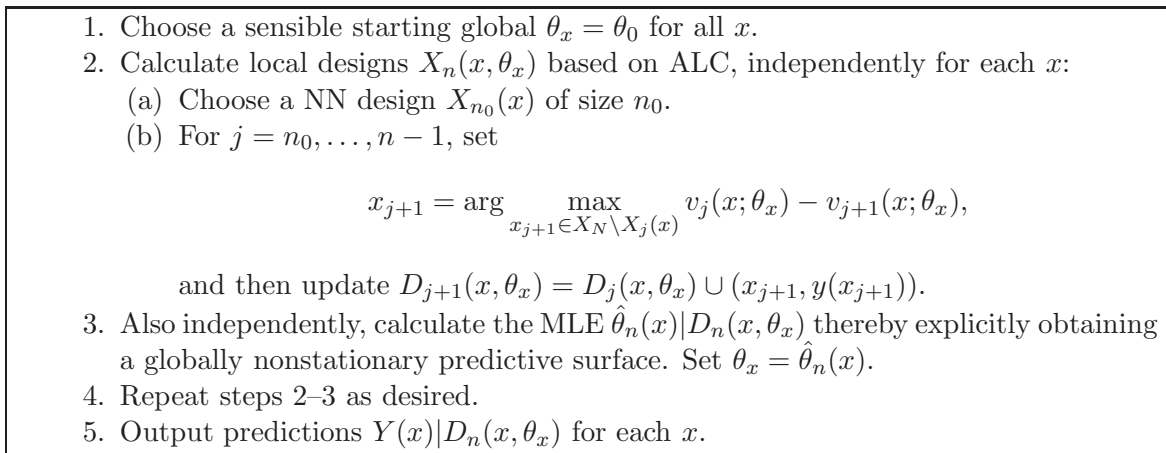 1. Choose a sensible starting global θ_x = θ_0 for all x.
2. Calculate local designs X_n(x, θ_x) based on ALC, independently for each x:
(a) Choose a NN design X_{n_0}(x) of size n_0.
(b) For j = n_0, . . . , n − 1, set
x_{j+1} = arg max_{x_{j+1}∈X_N\X_j(x)} v_j(x; θ_x) − v_{j+1}(x; θ_x),
and then update D_{j+1}(x, θ_x) = D_j(x, θ_x) ∪ (x_{j+1}, y(x_{j+1})).
3. Also independently, calculate the MLE θ̂_n(x)|D_n(x, θ_x) thereby explicitly obtaining
a globally nonstationary predictive surface. Set θ_x = θ̂_n(x).
4. Repeat steps 2–3 as desired.
5. Output predictions Y(x)|D_n(x, θ_x) for each x.